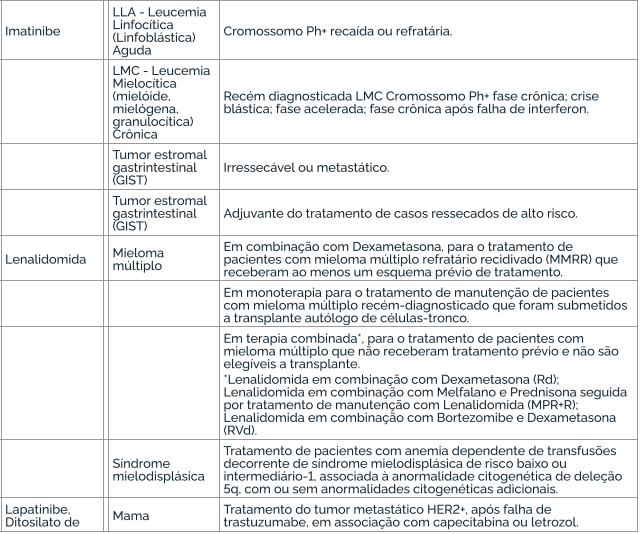 Imatinibe
LLA - Leucemia
Linfocítica
(Linfoblástica)
Aguda
Cromossomo Ph+ recaída ou refratária.
LMC - Leucemia
Mielocítica
(mielóide,
mielógena,
granulocítica)
Crônica
Recém diagnosticada LMC Cromossomo Ph+ fase crônica; crise
blástica; fase acelerada; fase crônica após falha de interferon.
Tumor estromal
gastrintestinal
(GIST)
Irressecável ou metastático.
Tumor estromal
gastrintestinal
(GIST)
Adjuvante do tratamento de casos ressecados de alto risco.
Lenalidomida
Mieloma
múltiplo
Em combinação com Dexametasona, para o tratamento de
pacientes com mieloma múltiplo refratário recidivado (MMRR) que
receberam ao menos um esquema prévio de tratamento.
Em monoterapia para o tratamento de manutenção de pacientes
com mieloma múltiplo recém-diagnosticado que foram submetidos
a transplante autólogo de células-tronco.
Em terapia combinada*, para o tratamento de pacientes com
mieloma múltiplo que não receberam tratamento prévio e não são
elegíveis a transplante.
*Lenalidomida em combinação com Dexametasona (Rd);
Lenalidomida em combinação com Melfalano e Prednisona seguida
por tratamento de manutenção com Lenalidomida (MPR+R);
Lenalidomida em combinação com Bortezomibe e Dexametasona
(RVd).
Síndrome
mielodisplásica
Tratamento de pacientes com anemia dependente de transfusões
decorrente de síndrome mielodisplásica de risco baixo ou
intermediário-1, associada à anormalidade citogenética de deleção
5q, com ou sem anormalidades citogenéticas adicionais.
Lapatinibe,
Ditosilato de
Mama
Tratamento do tumor metastático HER2+, após falha de
trastuzumabe, em associação com capecitabina ou letrozol.